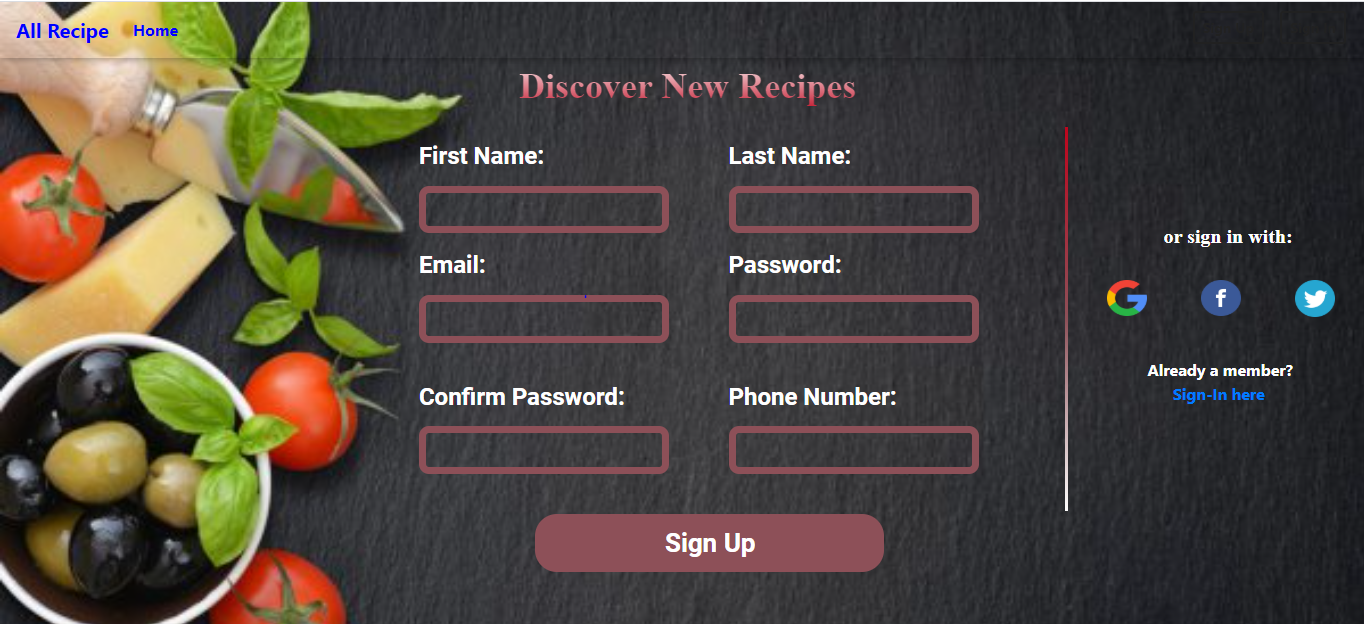 All Recipe Home
Discover New Recipes
First Name: Last Name:
Email: Password:
Confirm Password: Phone Number:
Sign Up
or sign in with:
Already a member?
Sign-In here